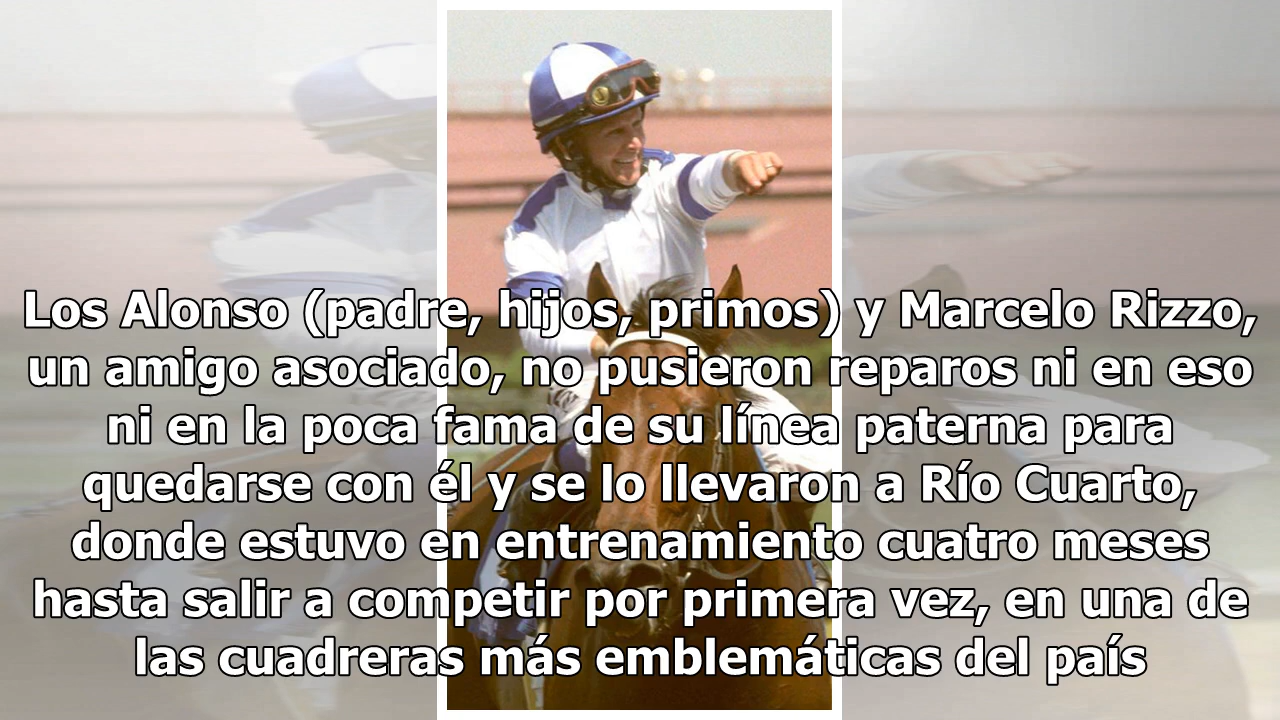 Los Alonso (padre, hijos, primos) y Marcelo Rizzo,
un amigo asociado, no pusieron reparos ni en eso
ni en la poca fama de su línea paterna para
quedarse con él y se lo llevaron a Río Cuarto,
donde estuvo en entrenamiento cuatro meses
hasta salir a competir por primera vez, en una de
las cuadreras más emblemáticas del país